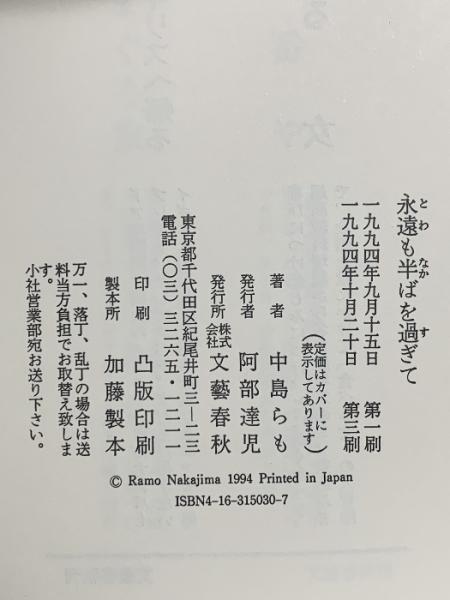 永遠も半ばを過ぎて
とわ なか す
一九九四年九月十五日 第一刷
一九九四年十月二十日 第三刷
(定価はカバーに
表示してあります)
著者 中島らも
発行者 阿部達児
発行所 株式会社 文藝春秋
東京都千代田区紀尾井町三―二三
電話(〇三)三二六五・一二一一
印刷 凸版印刷
製本所 加藤製本
万一、落丁、乱丁の場合は送
料当方負担でお取替え致しま
す。
小社営業部宛お送り下さい。
© Ramo Nakajima 1994 Printed in Japan
ISBN4-16-315030-7